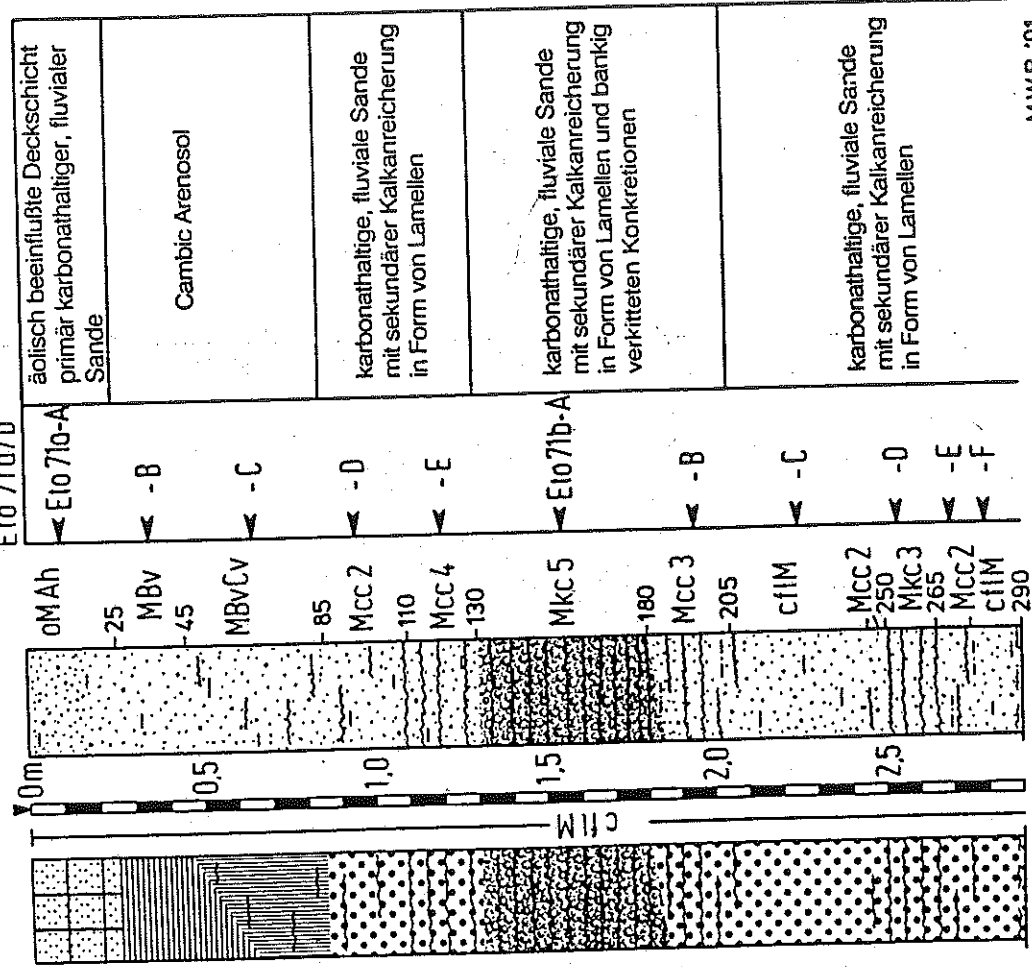 Eto 71a/b
0m
0,5
1,0
1,5
2,0
2,5
cflIM
oMAh
25
MBv
45
MBvCv
85
Mcc 2
110
Mcc 4
130
Mkc 5
180
Mcc 3
205
cflM
Mcc 2
250
Mkc 3
265
Mcc 2
cflM
290
Eto 71a-A
-B
-C
-D
-E
Eto 71b-A
-B
-C
-D
-E
-F
äolisch beeinflußte Deckschicht
primär karbonathaltiger, fluvialer
Sande
Cambic Arenosol
karbonathaltige, fluviale Sande
mit sekundärer Kalkanreicherung
in Form von Lamellen
karbonathaltige, fluviale Sande
mit sekundärer Kalkanreicherung
in Form von Lamellen und bankig
verkitteten Konkretionen
karbonathaltige, fluviale Sande
mit sekundärer Kalkanreicherung
in Form von Lamellen